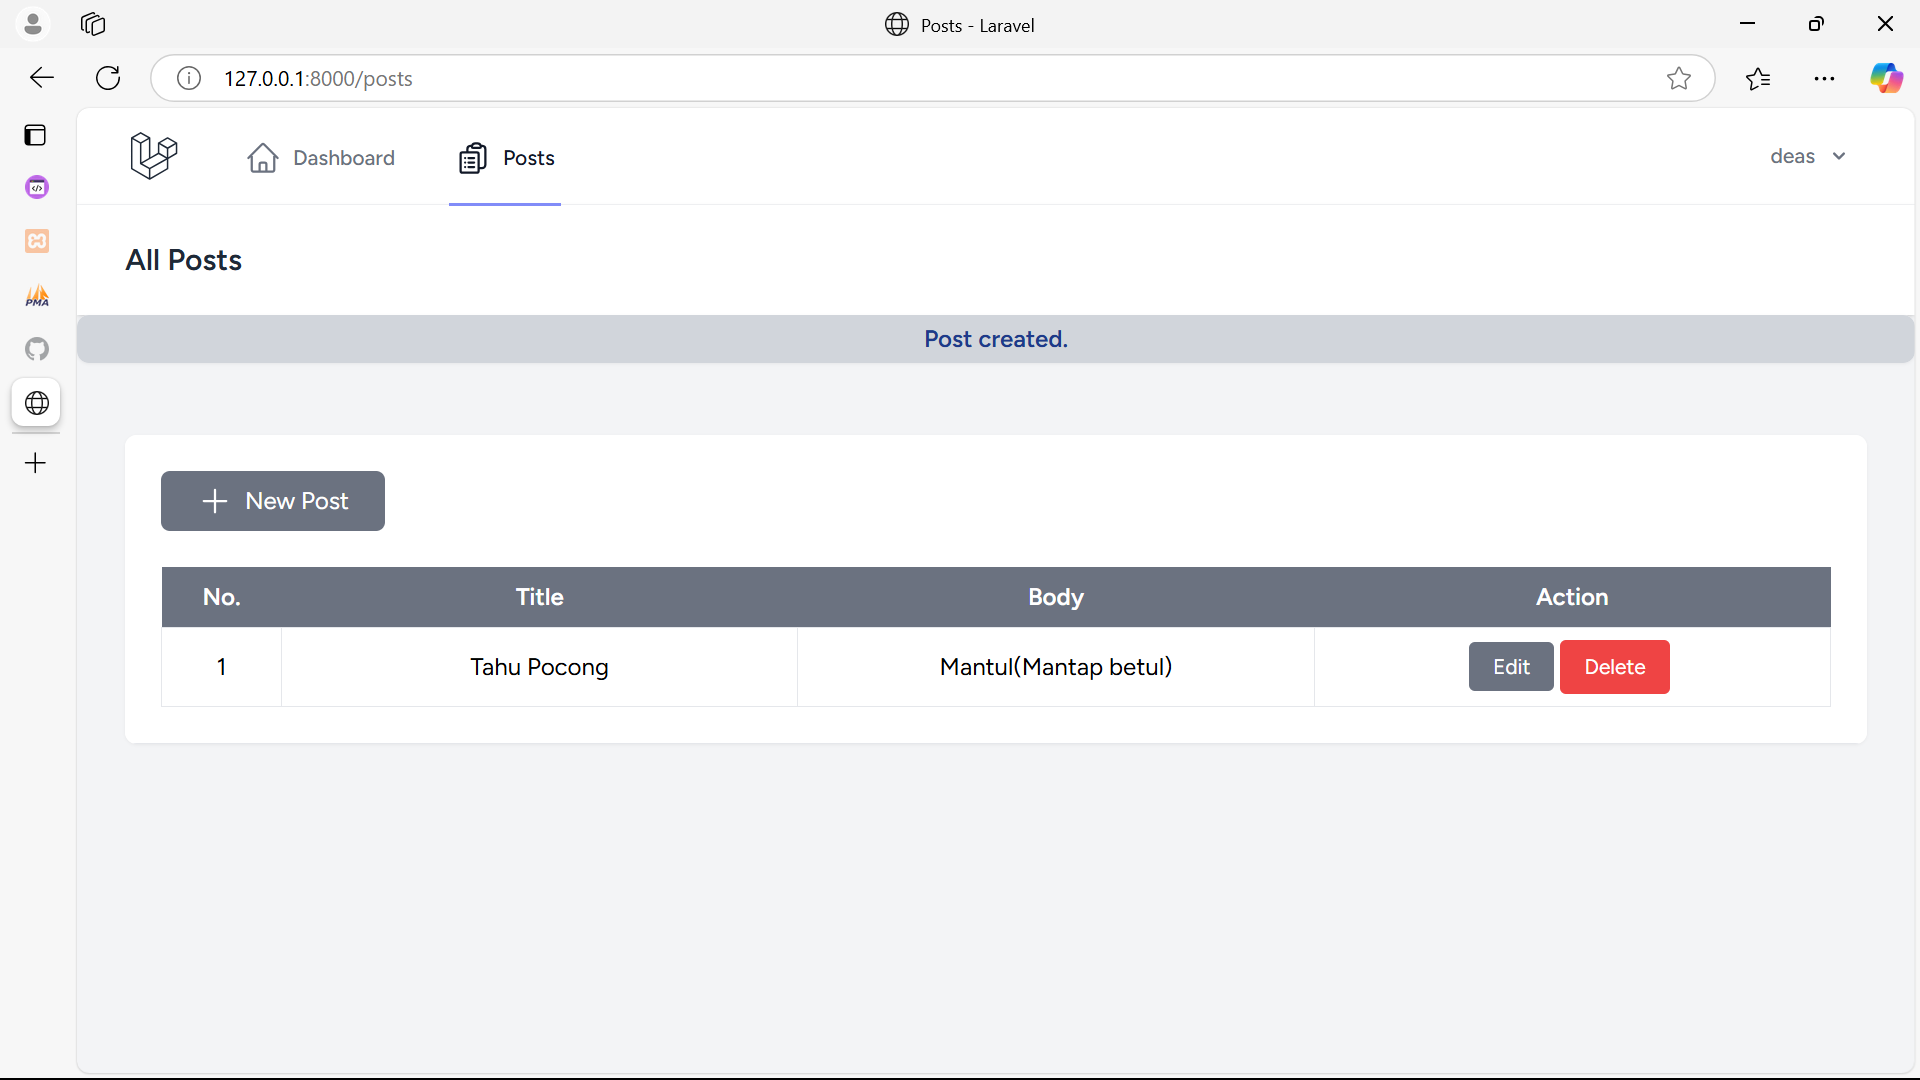 Posts - Laravel
127.0.0.1:8000/posts
Dashboard
Posts
deas
All Posts
Post created.
New Post
No. Title Body Action
1 Tahu Pocong Mantul(Mantap betul) Edit Delete
PMA